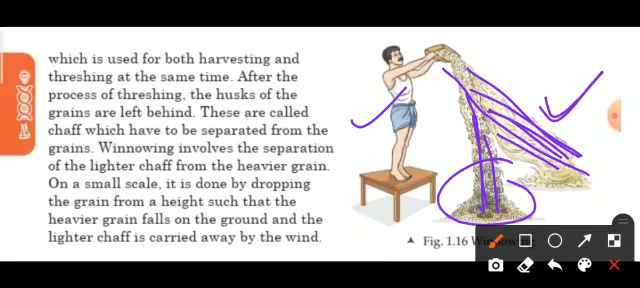 which is used for both harvesting and
threshing at the same time. After the
process of threshing, the husks of the
grains are left behind. These are called
chaff which have to be separated from the
grains. Winnowing involves the separation
of the lighter chaff from the heavier grain.
On a small scale, it is done by dropping
the grain from a height such that the
heavier grain falls on the ground and the
lighter chaff is carried away by the wind.
▲ Fig. 1.16 Winnowing